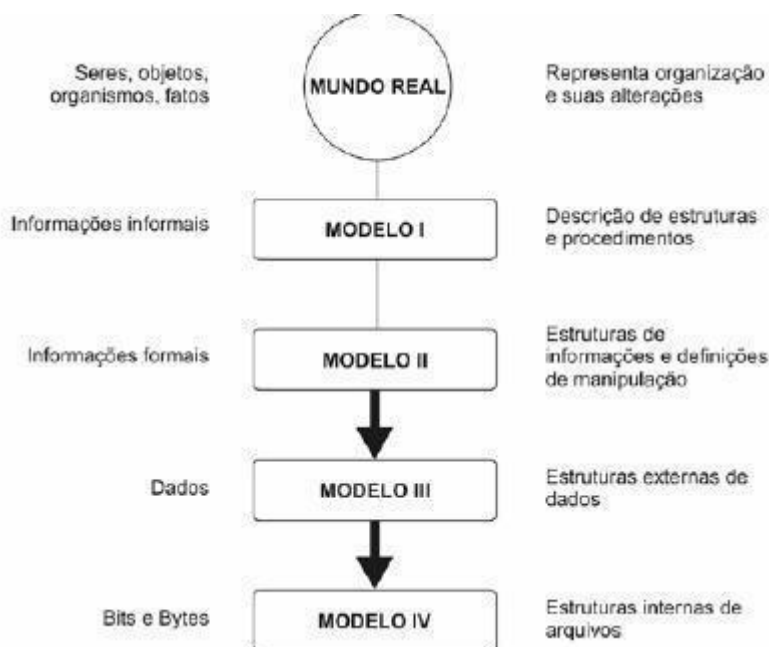 Seres, objetos,
organismos, fatos
MUNDO REAL
Representa organização
e suas alterações
Informações informais
MODELO I
Descrição de estruturas
e procedimentos
Informações formais
MODELO II
Estruturas de
informações e definições
de manipulação
Dados
MODELO III
Estruturas externas de
dados
Bits e Bytes
MODELO IV
Estruturas internas de
arquivos